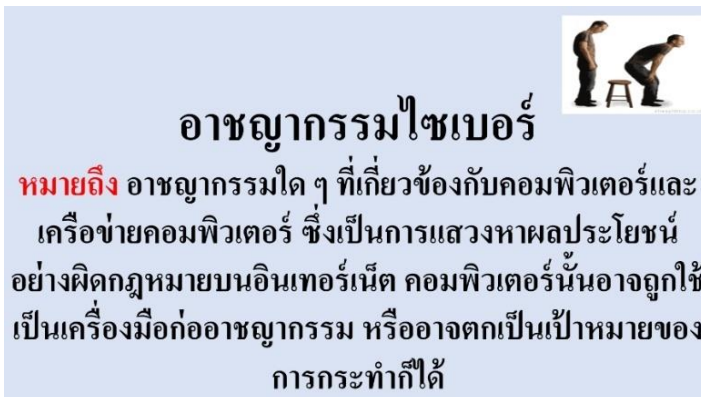 อาชญากรรมไซเบอร์
หมายถึง อาชญากรรมใด ๆ ที่เกี่ยวข้องกับคอมพิวเตอร์และ
เครือข่ายคอมพิวเตอร์ ซึ่งเป็นการแสวงหาผลประโยชน์
อย่างผิดกฎหมายบนอินเทอร์เน็ต คอมพิวเตอร์นั้นอาจถูกใช้
เป็นเครื่องมือก่ออาชญากรรม หรืออาจตกเป็นเป้าหมายของ
การกระทำก็ได้